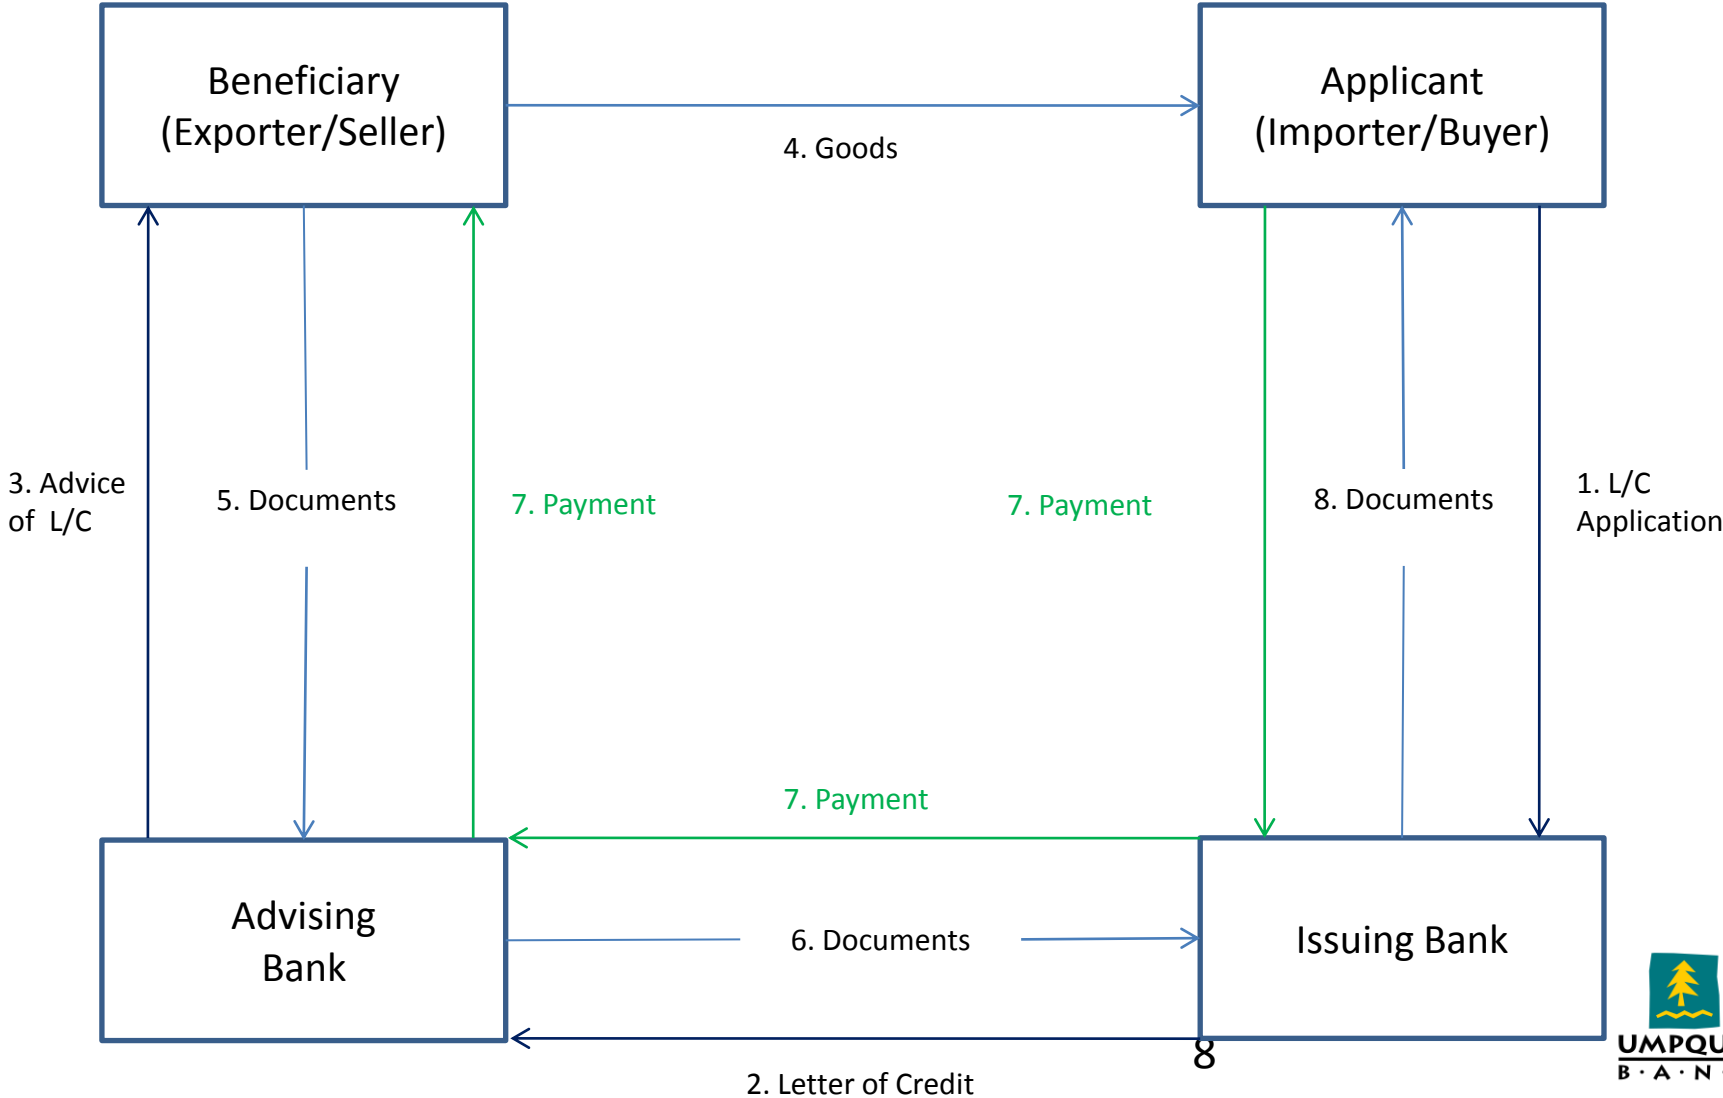 Beneficiary
(Exporter/Seller)
Applicant
(Importer/Buyer)
4. Goods
3. Advice
of L/C
5. Documents
7. Payment
7. Payment
8. Documents
1. L/C
Application
7. Payment
Advising
Bank
6. Documents
Issuing Bank
8
2. Letter of Credit
UMPQU
B·A·N·